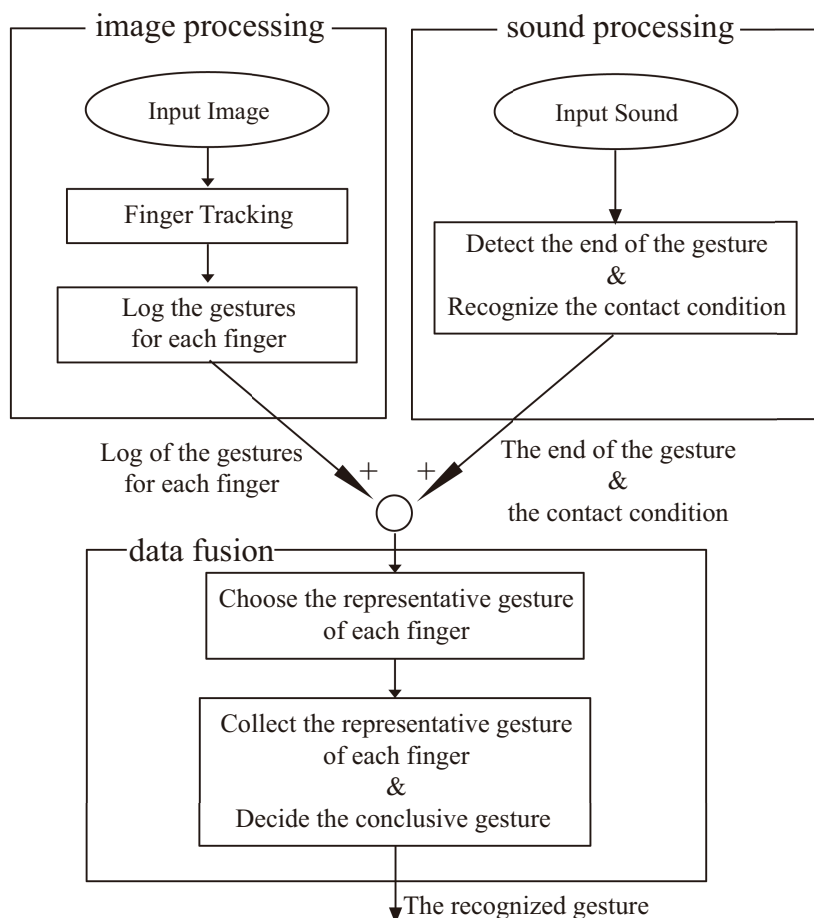 image processing
Input Image
Finger Tracking
Log the gestures
for each finger
sound processing
Input Sound
Detect the end of the gesture
&
Recognize the contact condition
Log of the gestures
for each finger
+
+
The end of the gesture
&
the contact condition
data fusion
Choose the representative gesture
of each finger
Collect the representative gesture
of each finger
&
Decide the conclusive gesture
The recognized gesture